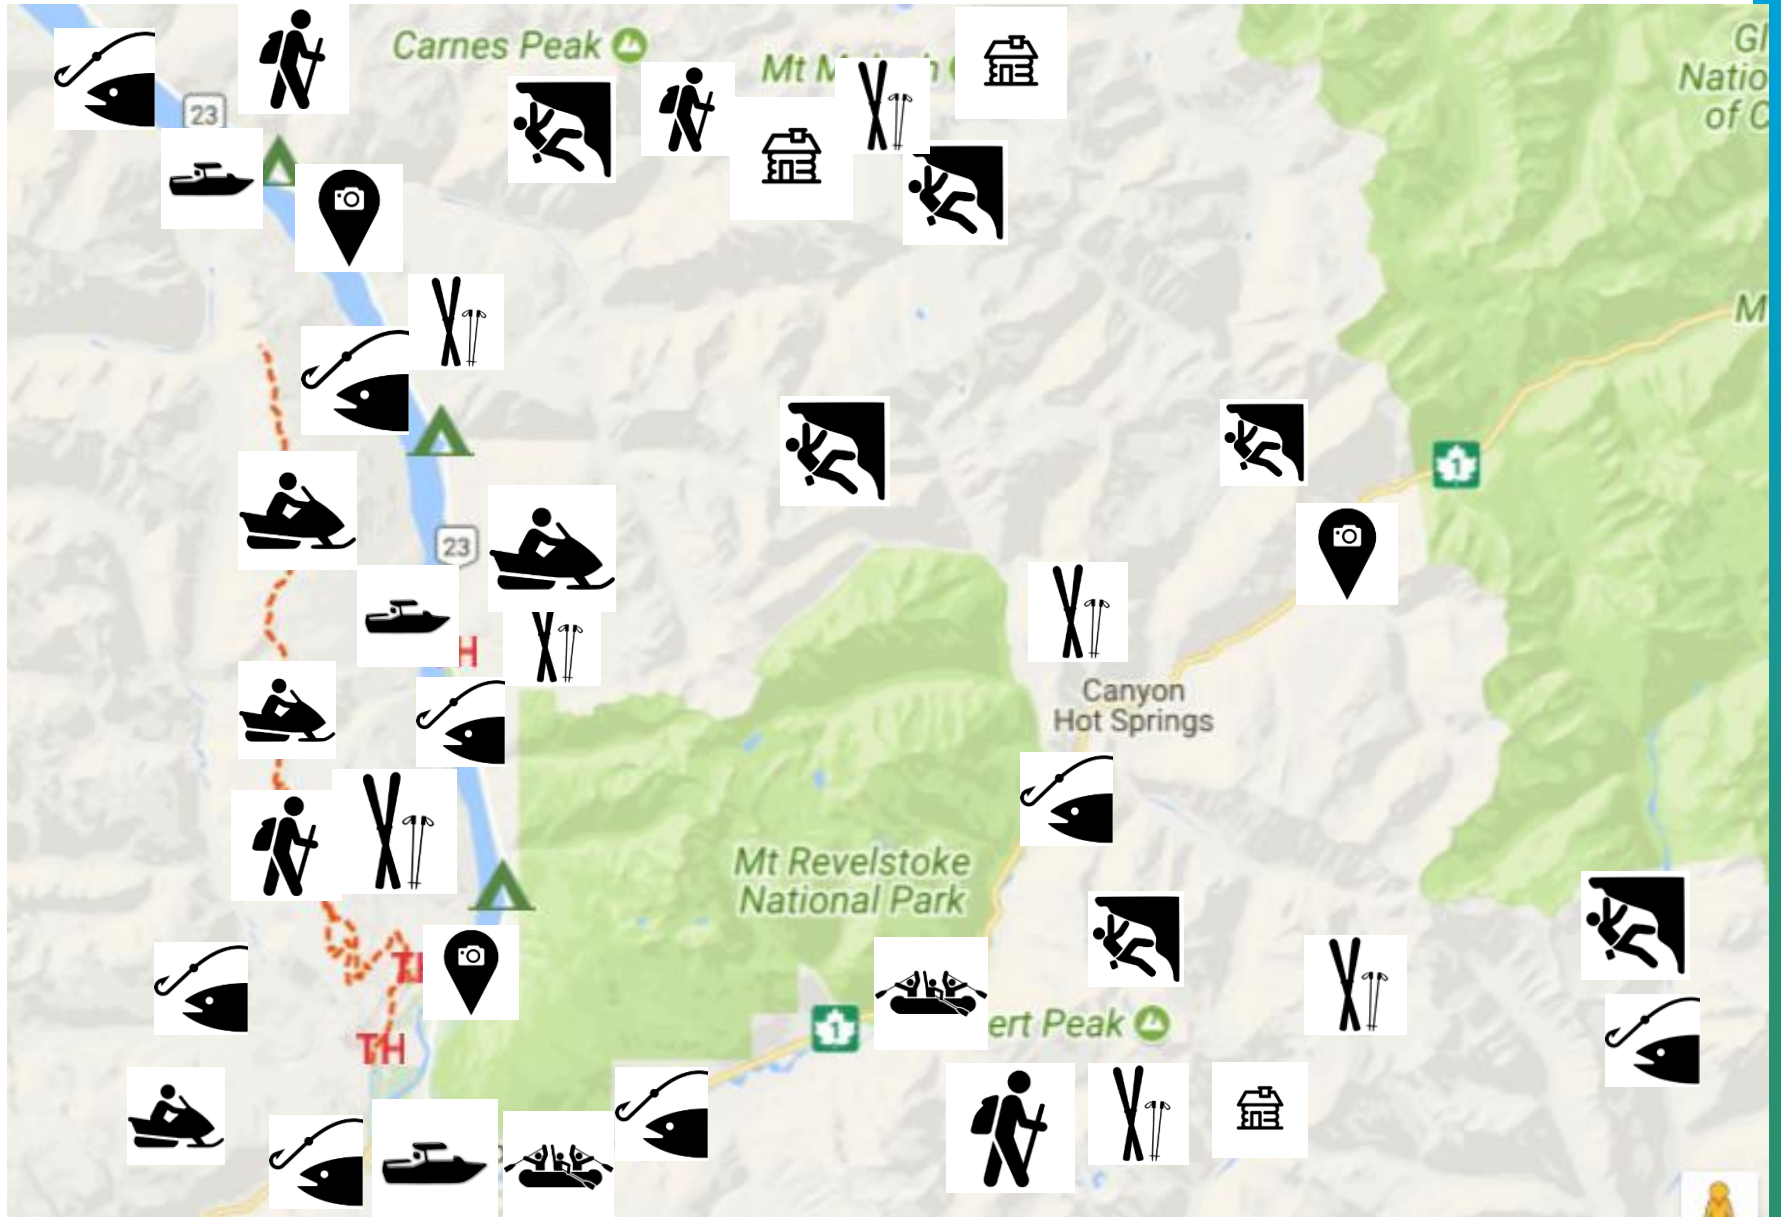 Carnes Peak
Gl
Natio
of C
23
M
1
23
H
Canyon
Hot Springs
Mt Revelstoke
National Park
1
ert Peak
TH